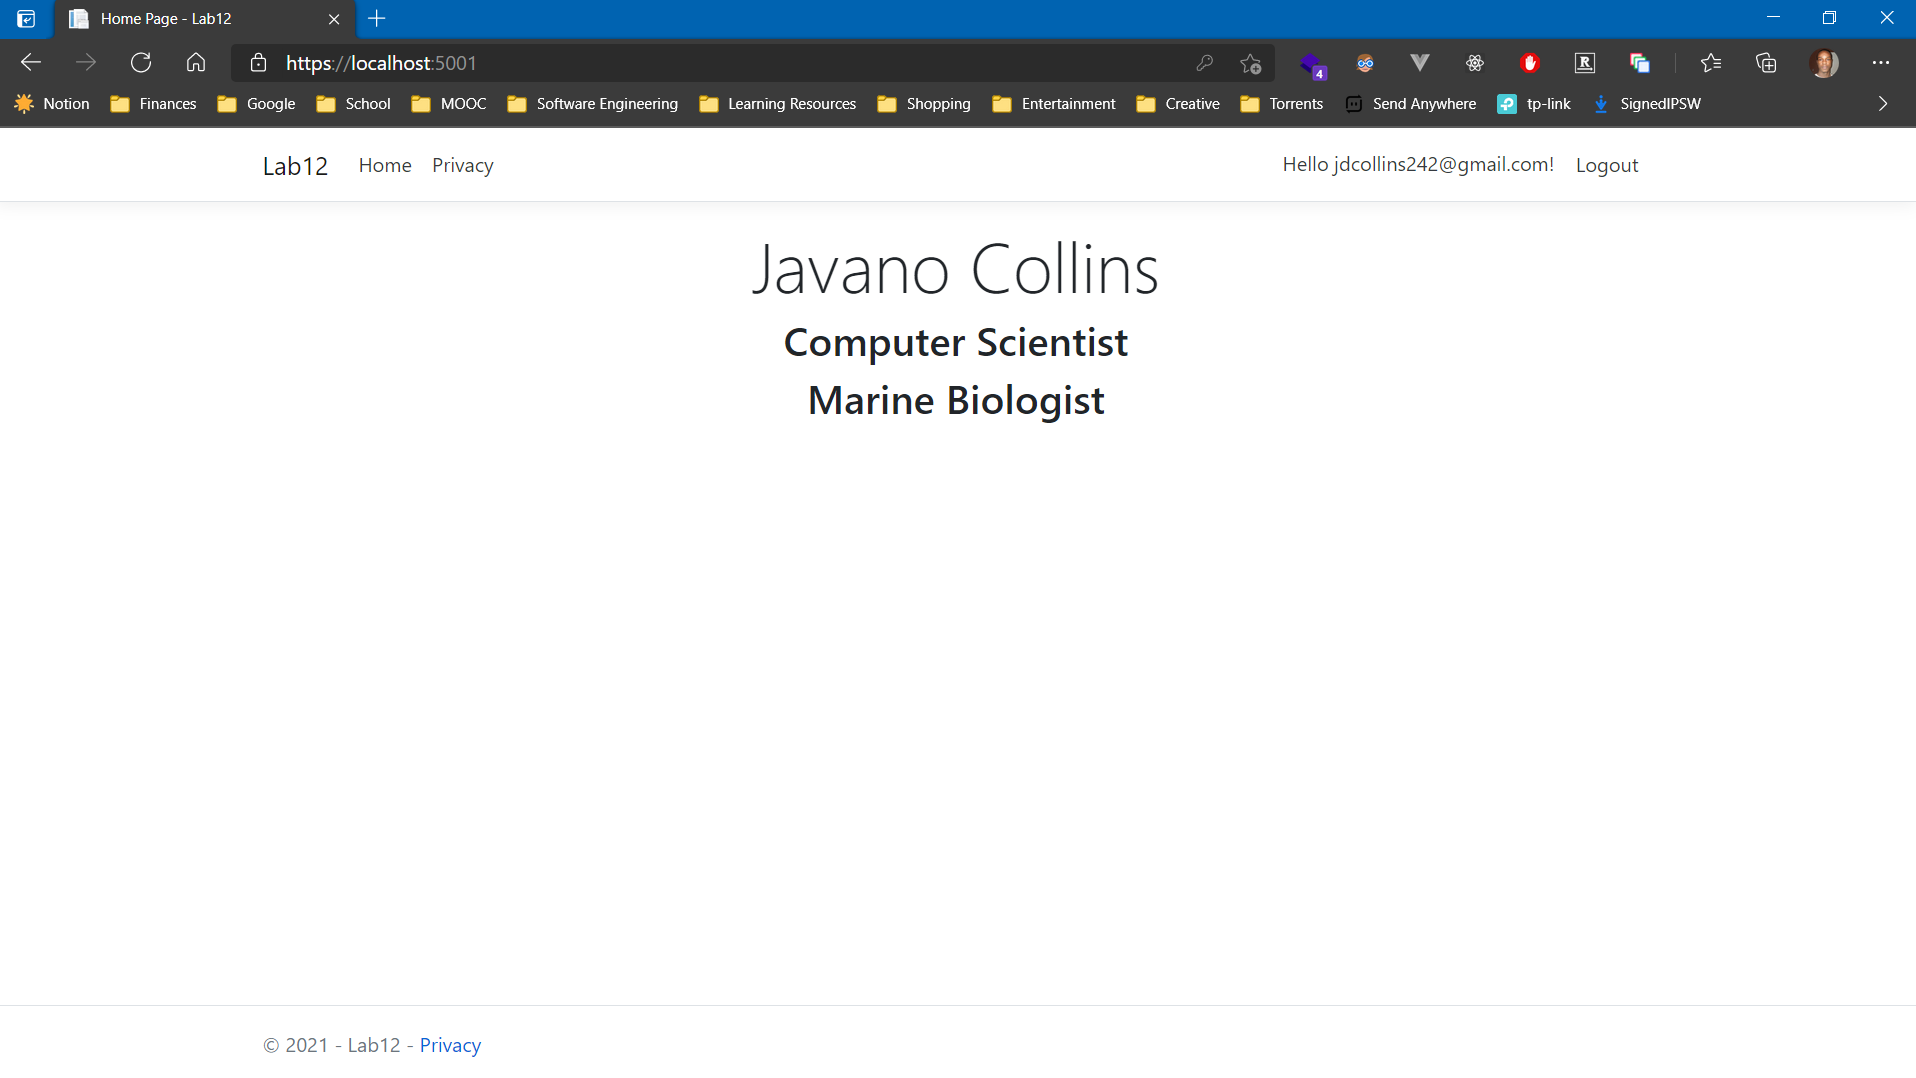 Home Page - Lab12
https://localhost:5001
4
R
Notion Finances Google School MOOC Software Engineering Learning Resources Shopping Entertainment Creative Torrents Send Anywhere tp-link SignedIPSW
Lab12 Home Privacy Hello jdcollins242@gmail.com! Logout
Javano Collins
Computer Scientist
Marine Biologist
© 2021 - Lab12 - Privacy